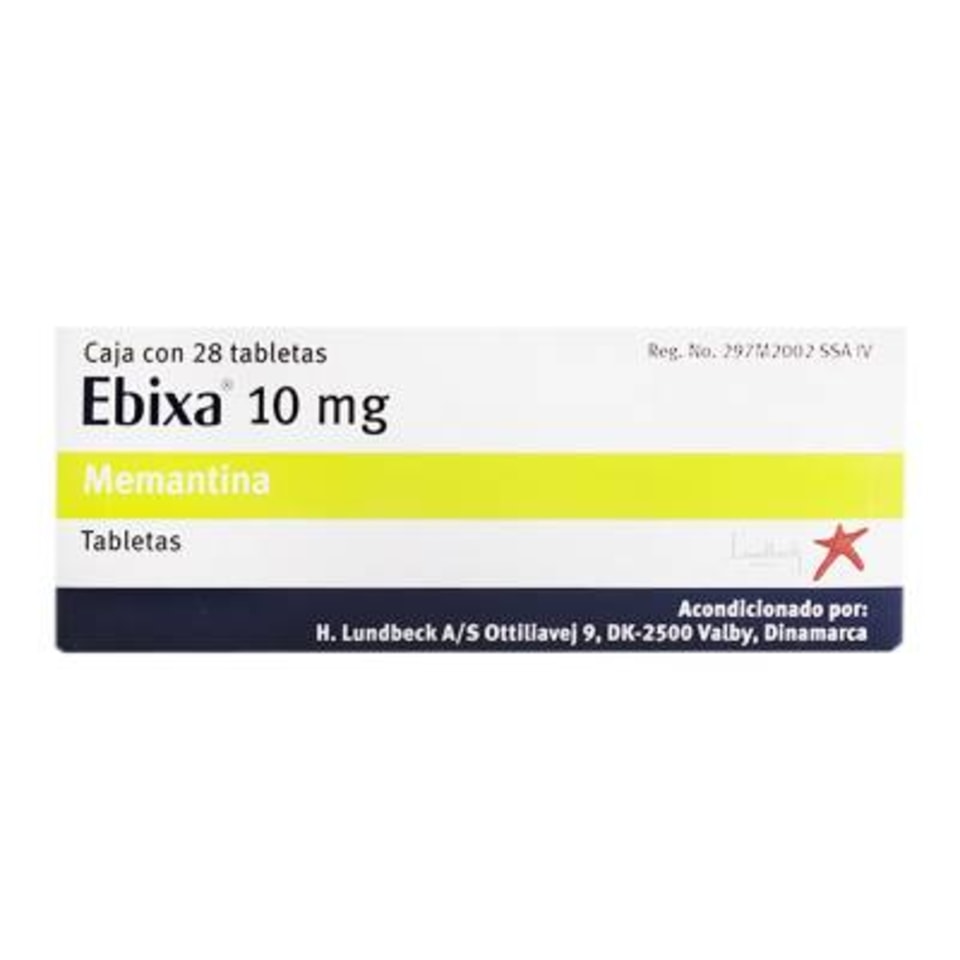 Caja con 28 tabletas
Reg. No. 297M2002 SSA IV
Ebixa® 10 mg
Memantina
Tabletas
Acondicionado por:
H. Lundbeck A/S Ottiliavej 9, DK-2500 Valby, Dinamarca